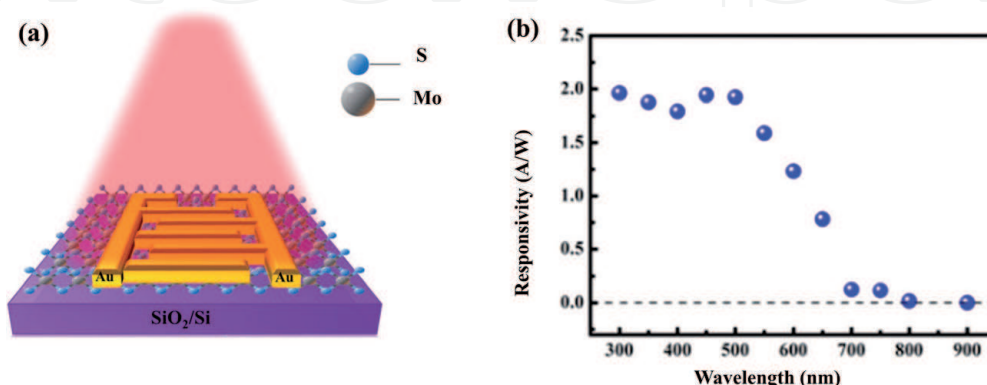 (a)
S
Mo
Au
Au
SiO₂/Si
(b)
Responsivity (A/W)
2.5
2.0
1.5
1.0
0.5
0.0
300 400 500 600 700 800 900
Wavelength (nm)